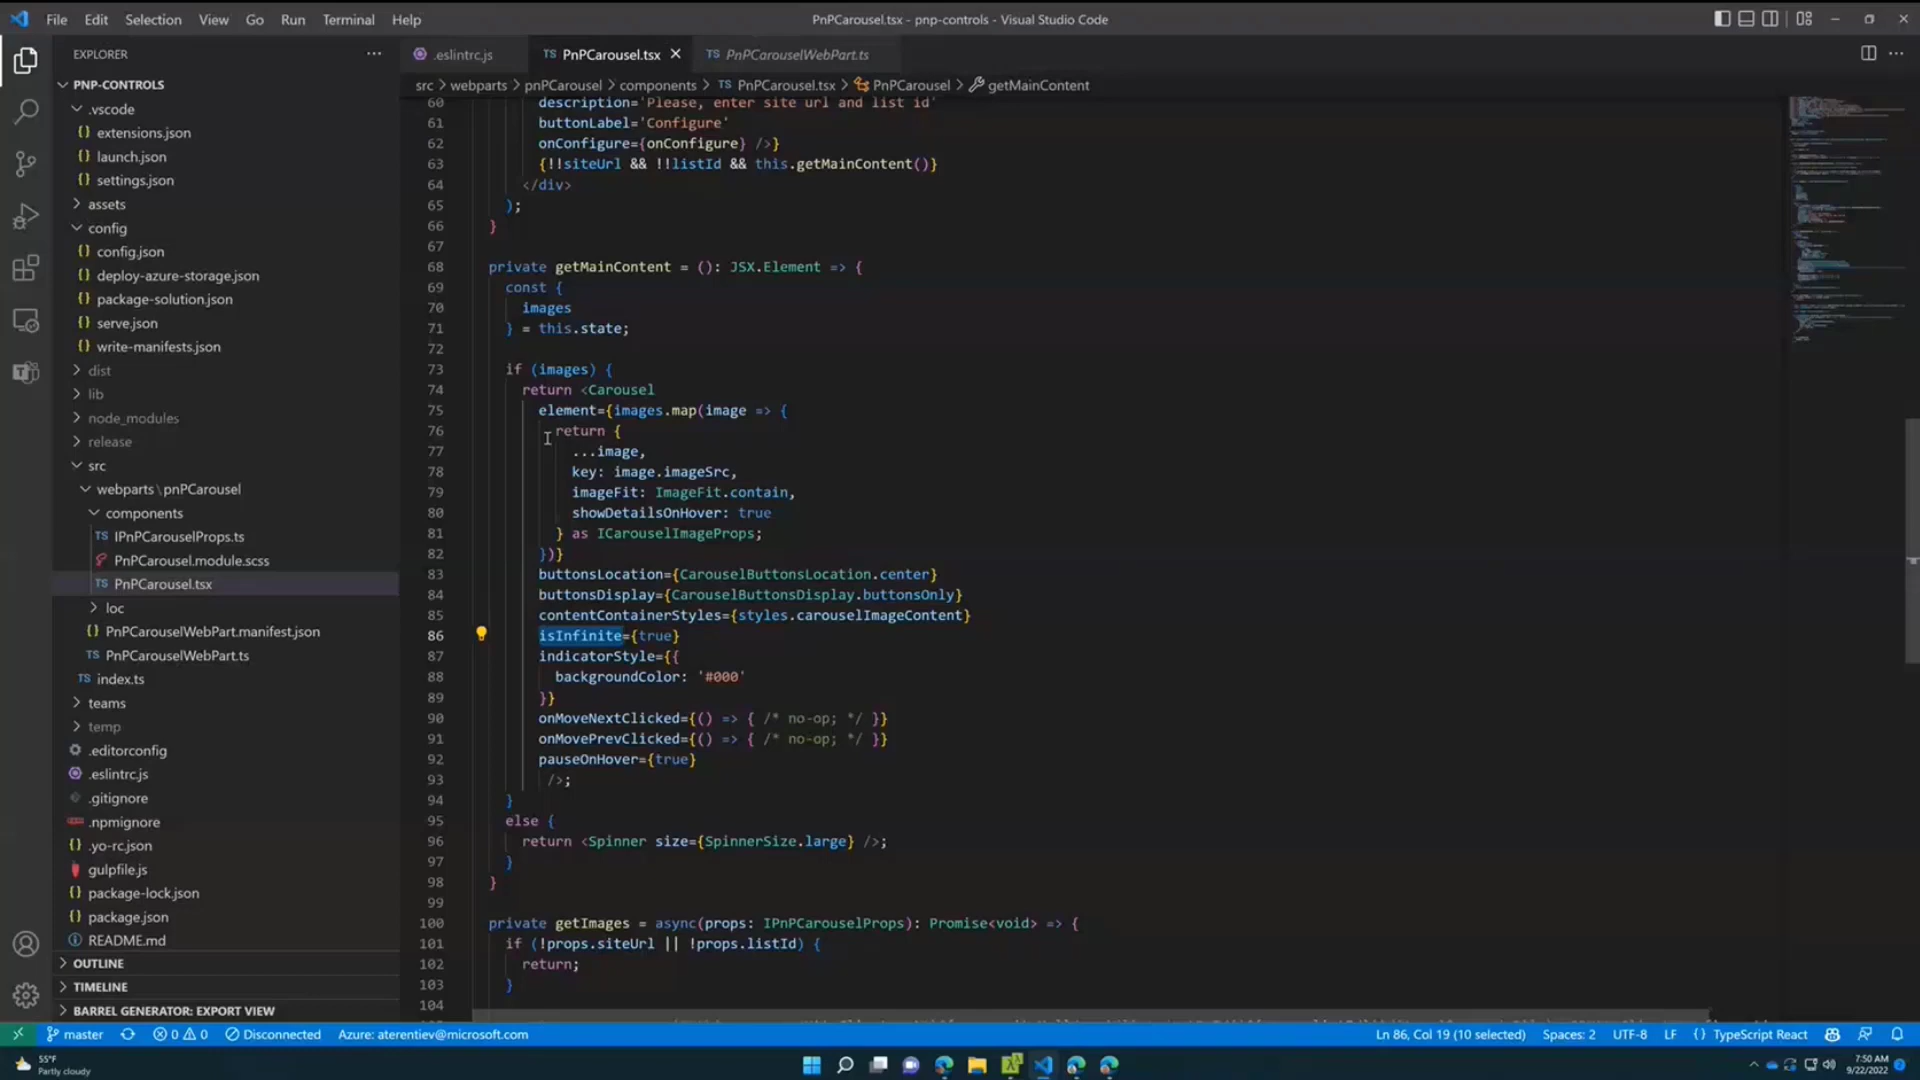 File Edit Selection View Go Run Terminal Help
PnPCarousel.tsx - pnp-controls - Visual Studio Code
EXPLORER
PNP-CONTROLS
.vscode
extensions.json
launch.json
settings.json
assets
config
config.json
deploy-azure-storage.json
package-solution.json
serve.json
write-manifests.json
dist
lib
node_modules
release
src
webparts\pnPCarousel
components
TS IPnPCarouselProps.ts
PnPCarousel.module.scss
TS PnPCarousel.tsx
loc
PnPCarouselWebPart.manifest.json
TS PnPCarouselWebPart.ts
TS index.ts
teams
temp
.editorconfig
.eslintrc.js
.gitignore
.npmignore
.yo-rc.json
gulpfile.js
package-lock.json
package.json
README.md
OUTLINE
TIMELINE
BARREL GENERATOR: EXPORT VIEW
.eslintrc.js TS PnPCarousel.tsx TS PnPCarouselWebPart.ts
src > webparts > pnpCarousel > components > TS PnPCarousel.tsx > PnPCarousel > getMainContent
60 description='Please, enter site url and list id'
61 buttonLabel='Configure'
62 onConfigure={onConfigure} />}
63 {!!siteUrl && !!listId && this.getMainContent()}
64 </div>
65 );
66 }
67
68 private getMainContent = (): JSX.Element => {
69 const {
70 images
71 } = this.state;
72
73 if (images) {
74 return <Carousel
75 element={images.map(image => {
76 return {
77 ...image,
78 key: image.imageSrc,
79 imageFit: ImageFit.contain,
80 showDetailsOnHover: true
81 } as ICarouselImageProps;
82 })}
83 buttonsLocation={CarouselButtonsLocation.center}
84 buttonsDisplay={CarouselButtonsDisplay.buttonsOnly}
85 contentContainerStyles={styles.carouselImageContent}
86 isInfinite={true}
87 indicatorStyle={{
88 backgroundColor: '#000'
89 }}
90 onMoveNextClicked={() => { /* no-op; */ }}
91 onMovePrevClicked={() => { /* no-op; */ }}
92 pauseOnHover={true}
93 />;
94 }
95 else {
96 return <Spinner size={SpinnerSize.large} />;
97 }
98 }
99
100 private getImages = async(props: IPnPCarouselProps): Promise<void> => {
101 if (!props.siteUrl || !props.listId) {
102 return;
103 }
104
master 0 0 Disconnected Azure: aterentiev@microsoft.com Ln 86, Col 19 (10 selected) Spaces: 2 UTF-8 LF {} TypeScript React
55°F
Partly cloudy
7:50 AM
9/22/2022